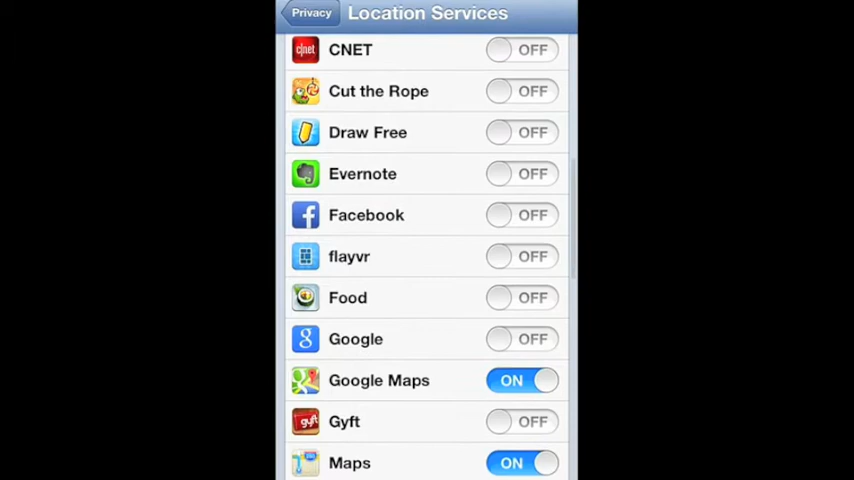 Privacy Location Services
c|net CNET OFF
Cut the Rope OFF
Draw Free OFF
Evernote OFF
f Facebook OFF
flayvr OFF
Food OFF
g Google OFF
Google Maps ON
gyft Gyft OFF
Maps ON